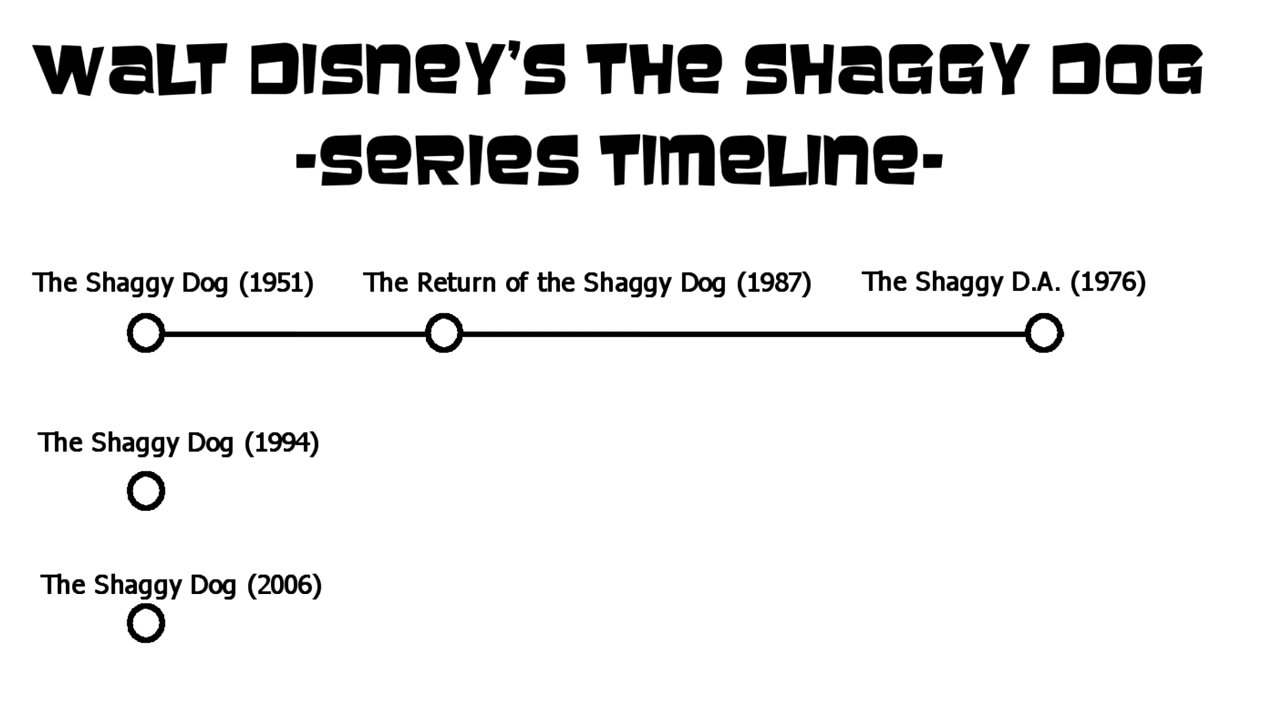 Walt Disney's The Shaggy Dog
-Series Timeline-
The Shaggy Dog (1951) The Return of the Shaggy Dog (1987) The Shaggy D.A. (1976)
The Shaggy Dog (1994)
The Shaggy Dog (2006)